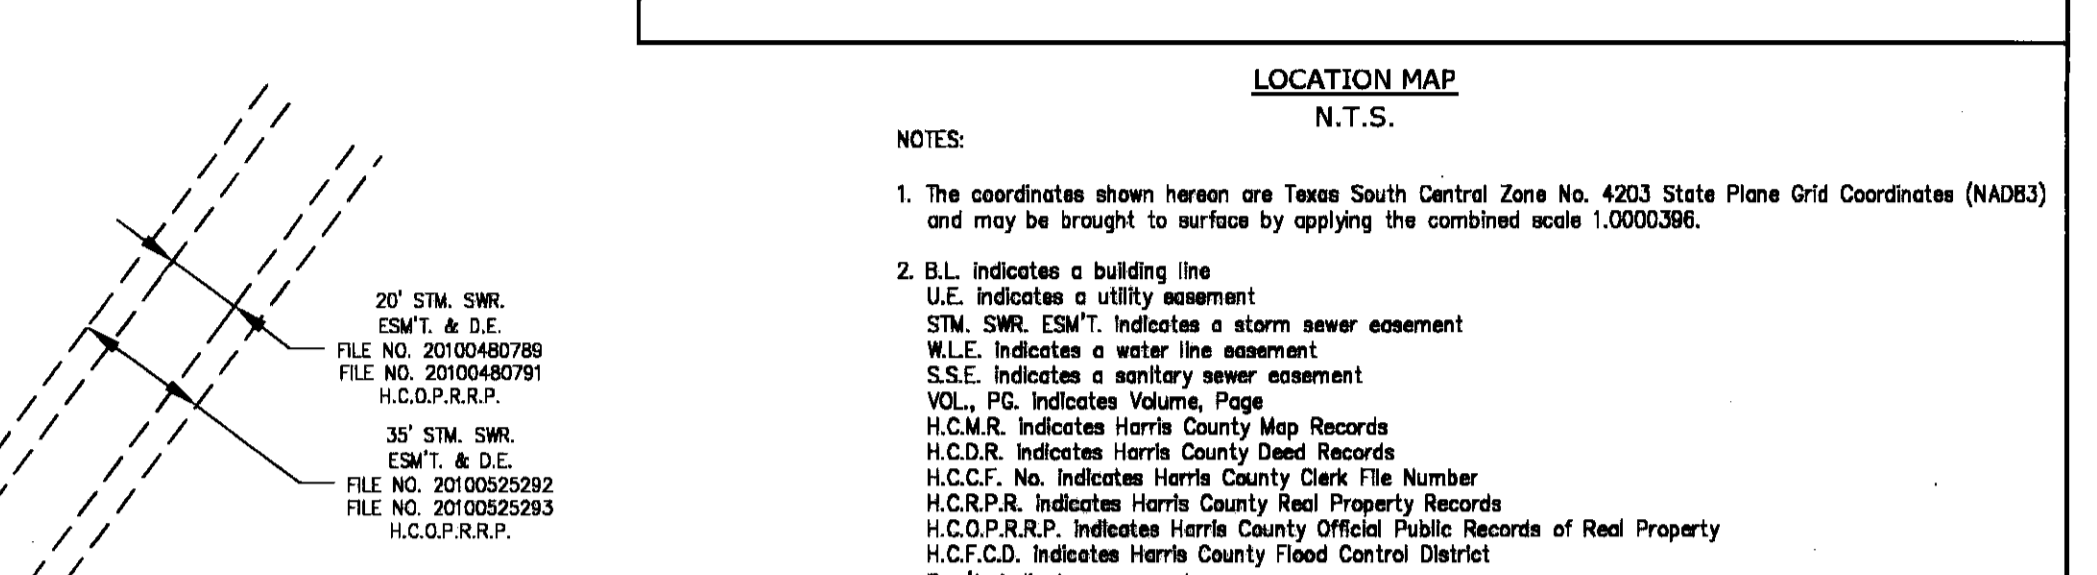 LOCATION MAP
N.T.S.
NOTES:
1. The coordinates shown hereon are Texas South Central Zone No. 4203 State Plane Grid Coordinates (NAD83)
and may be brought to surface by applying the combined scale 1.0000396.
2. B.L. indicates a building line
U.E. indicates a utility easement
STM. SWR. ESM'T. indicates a storm sewer easement
W.L.E. indicates a water line easement
S.S.E. indicates a sanitary sewer easement
VOL., PG. indicates Volume, Page
H.C.M.R. indicates Harris County Map Records
H.C.D.R. indicates Harris County Deed Records
H.C.C.F. No. indicates Harris County Clerk File Number
H.C.R.P.R. indicates Harris County Real Property Records
H.C.O.P.R.R.P. indicates Harris County Official Public Records of Real Property
H.C.F.C.D. indicates Harris County Flood Control District
20' STM. SWR.
ESM'T. & D.E.
FILE NO. 20100480789
FILE NO. 20100480791
H.C.O.P.R.R.P.
35' STM. SWR.
ESM'T. & D.E.
FILE NO. 20100525292
FILE NO. 20100525293
H.C.O.P.R.R.P.